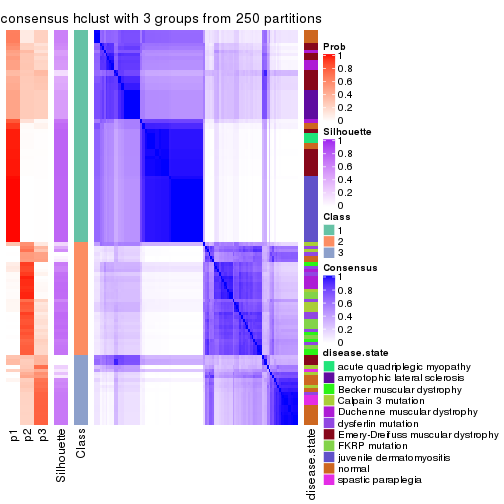 consensus hclust with 3 groups from 250 partitions
Prob
1
0.8
0.6
0.4
0.2
0
Silhouette
1
0.8
0.6
0.4
0.2
0
Class
1
2
3
Consensus
1
0.8
0.6
0.4
0.2
0
disease.state
acute quadriplegic myopathy
amyotophic lateral sclerosis
Becker muscular dystrophy
Calpain 3 mutation
Duchenne muscular dystrophy
dysferlin mutation
Emery-Dreifuss muscular dystrophy
FKRP mutation
juvenile dermatomyositis
normal
spastic paraplegia
p1
p2
p3
Silhouette
Class
disease.state